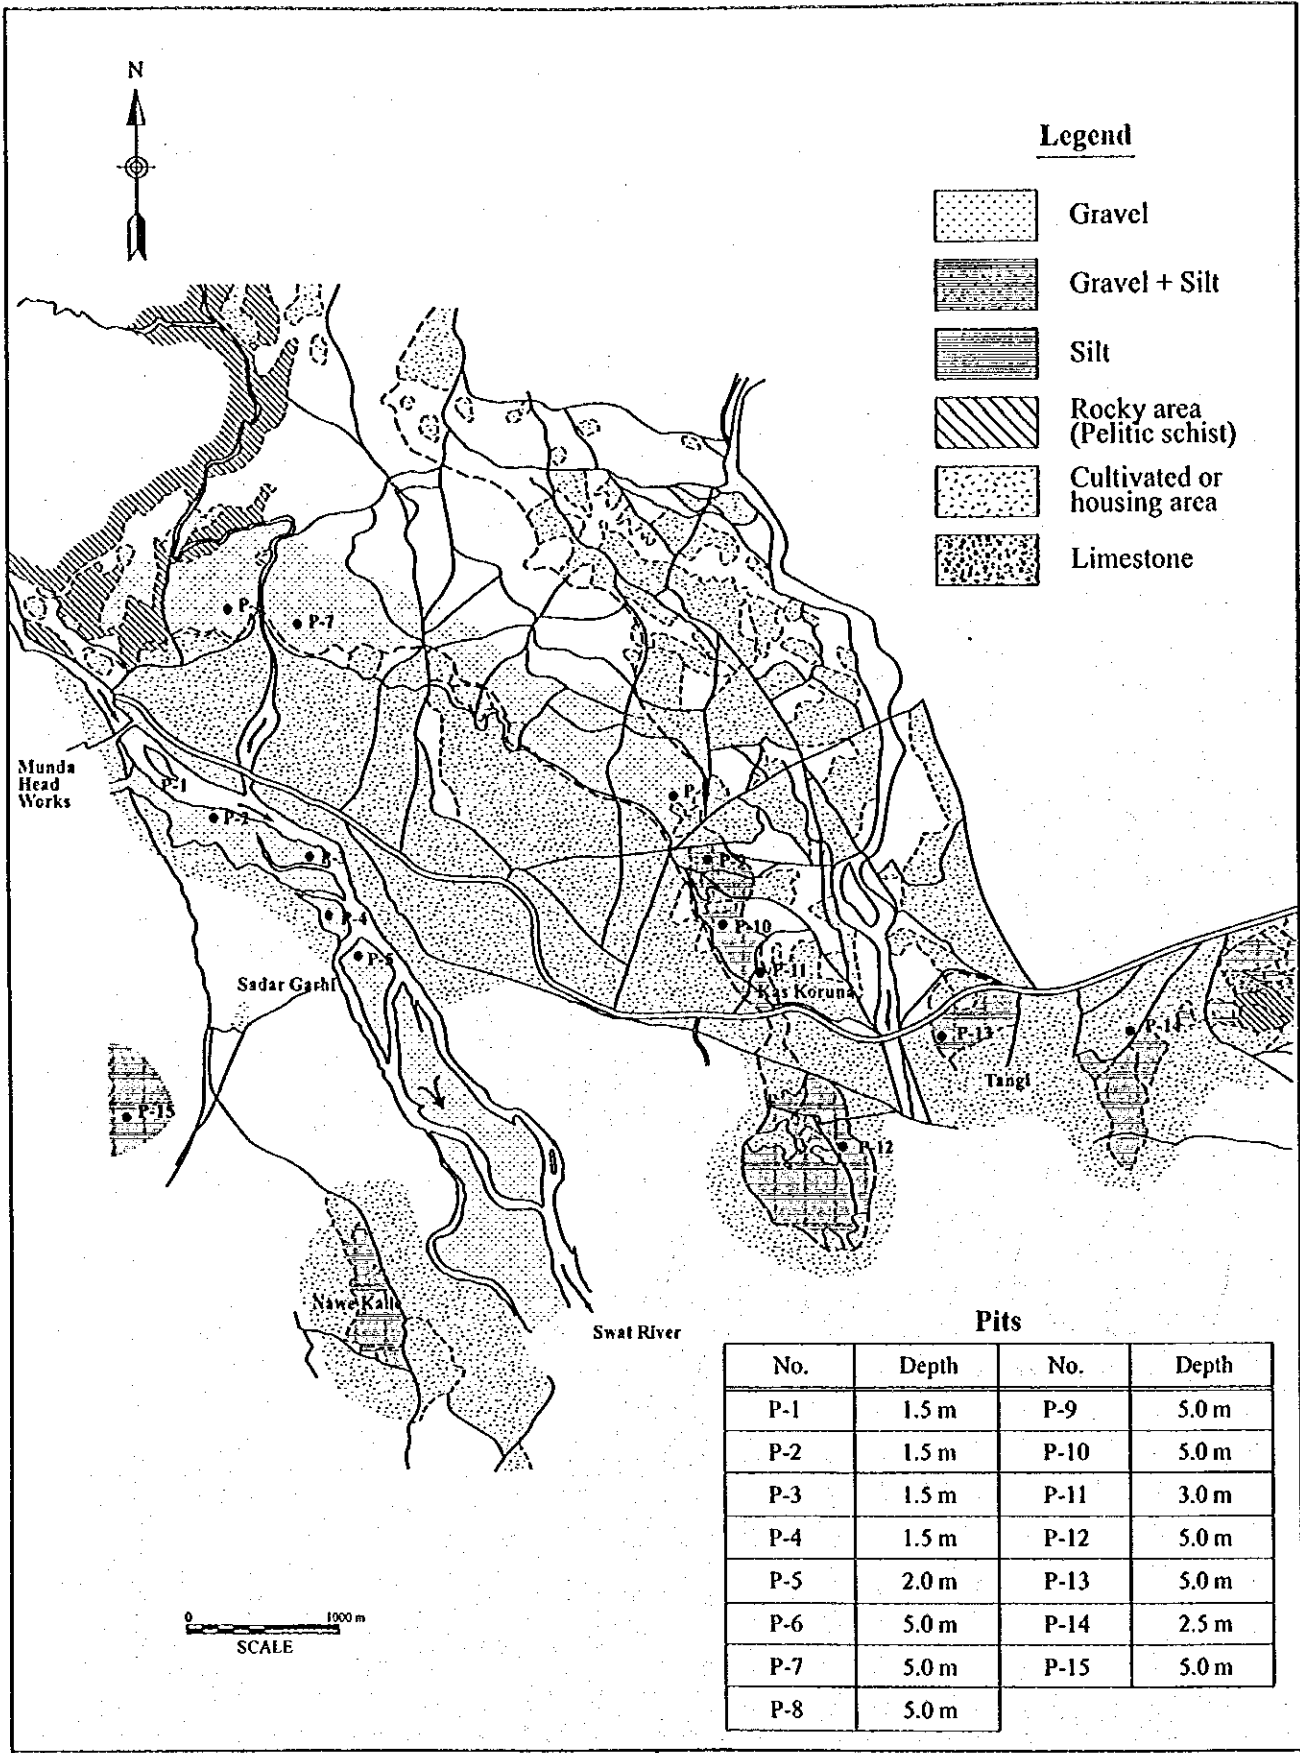 N
Legend
Gravel
Gravel + Silt
Silt
Rocky area
(Pelitic schist)
Cultivated or
housing area
Limestone
P-7
Munda
Head
Works
P-1
P-2
P-4
P-5
P-9
P-10
P-11
Kas Koruna
Sadar Garhi
P-13
P-14
Tangi
P-15
P-12
Nawe Kalle
Swat River
Pits
No. Depth No. Depth
P-1 1.5 m P-9 5.0 m
P-2 1.5 m P-10 5.0 m
P-3 1.5 m P-11 3.0 m
P-4 1.5 m P-12 5.0 m
P-5 2.0 m P-13 5.0 m
P-6 5.0 m P-14 2.5 m
P-7 5.0 m P-15 5.0 m
P-8 5.0 m
0 1000 m
SCALE